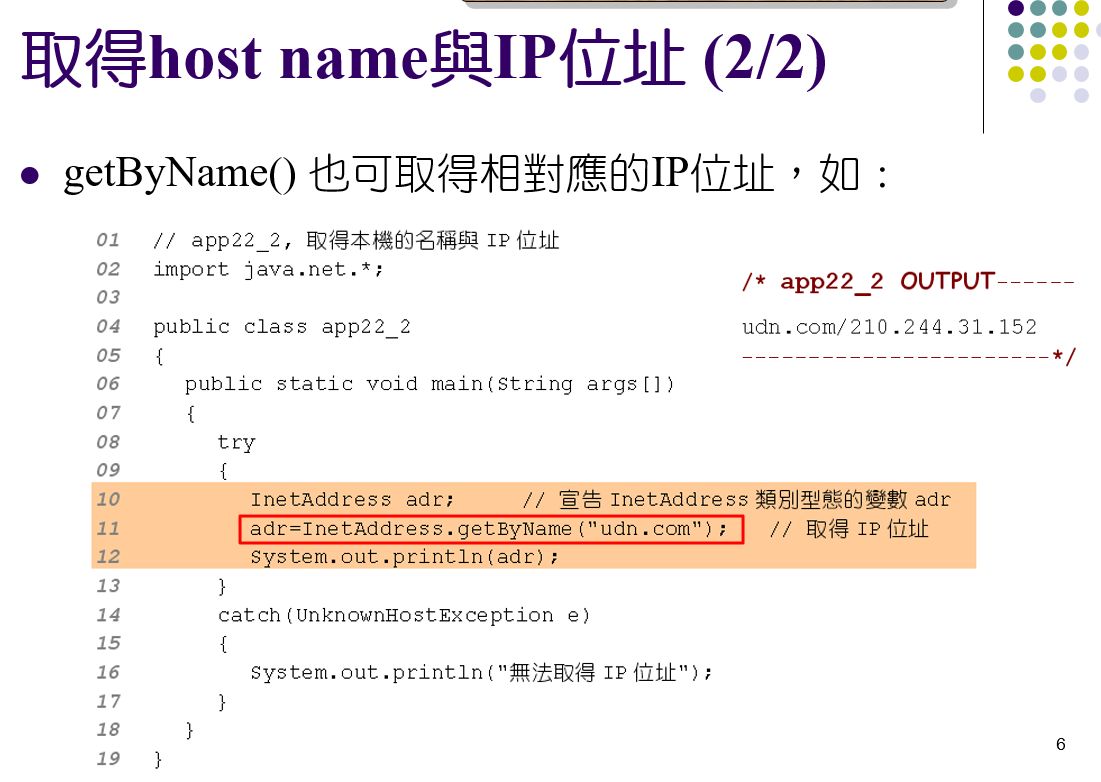 取得host name與IP位址 (2/2)
getByName() 也可取得相對應的IP位址，如：
01 // app22_2, 取得本機的名稱與 IP 位址
02 import java.net.*;
03
04 public class app22_2
05 {
06 public static void main(String args[])
07 {
08 try
09 {
10 InetAddress adr; // 宣告 InetAddress 類別型態的變數 adr
11 adr=InetAddress.getByName("udn.com"); // 取得 IP 位址
12 System.out.println(adr);
13 }
14 catch(UnknownHostException e)
15 {
16 System.out.println("無法取得 IP 位址");
17 }
18 }
19 }
/* app22_2 OUTPUT------
udn.com/210.244.31.152
-----------------------*/
6